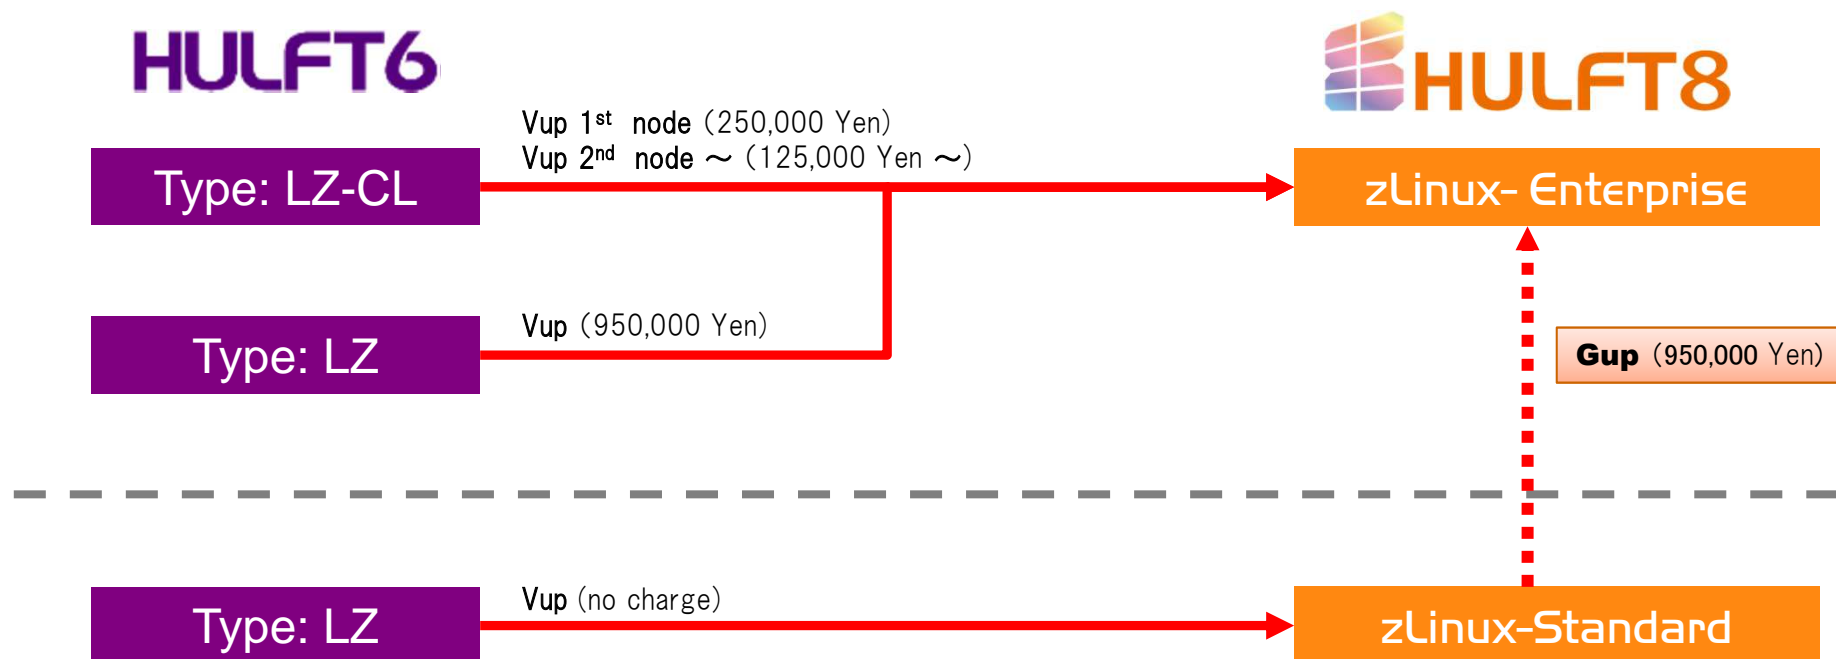 HULFT6
HULFT8
Vup 1st node (250,000 Yen)
Vup 2nd node ～ (125,000 Yen ～)
Type: LZ-CL
zLinux- Enterprise
Vup (950,000 Yen)
Type: LZ
Gup (950,000 Yen)
Vup (no charge)
Type: LZ
zLinux-Standard